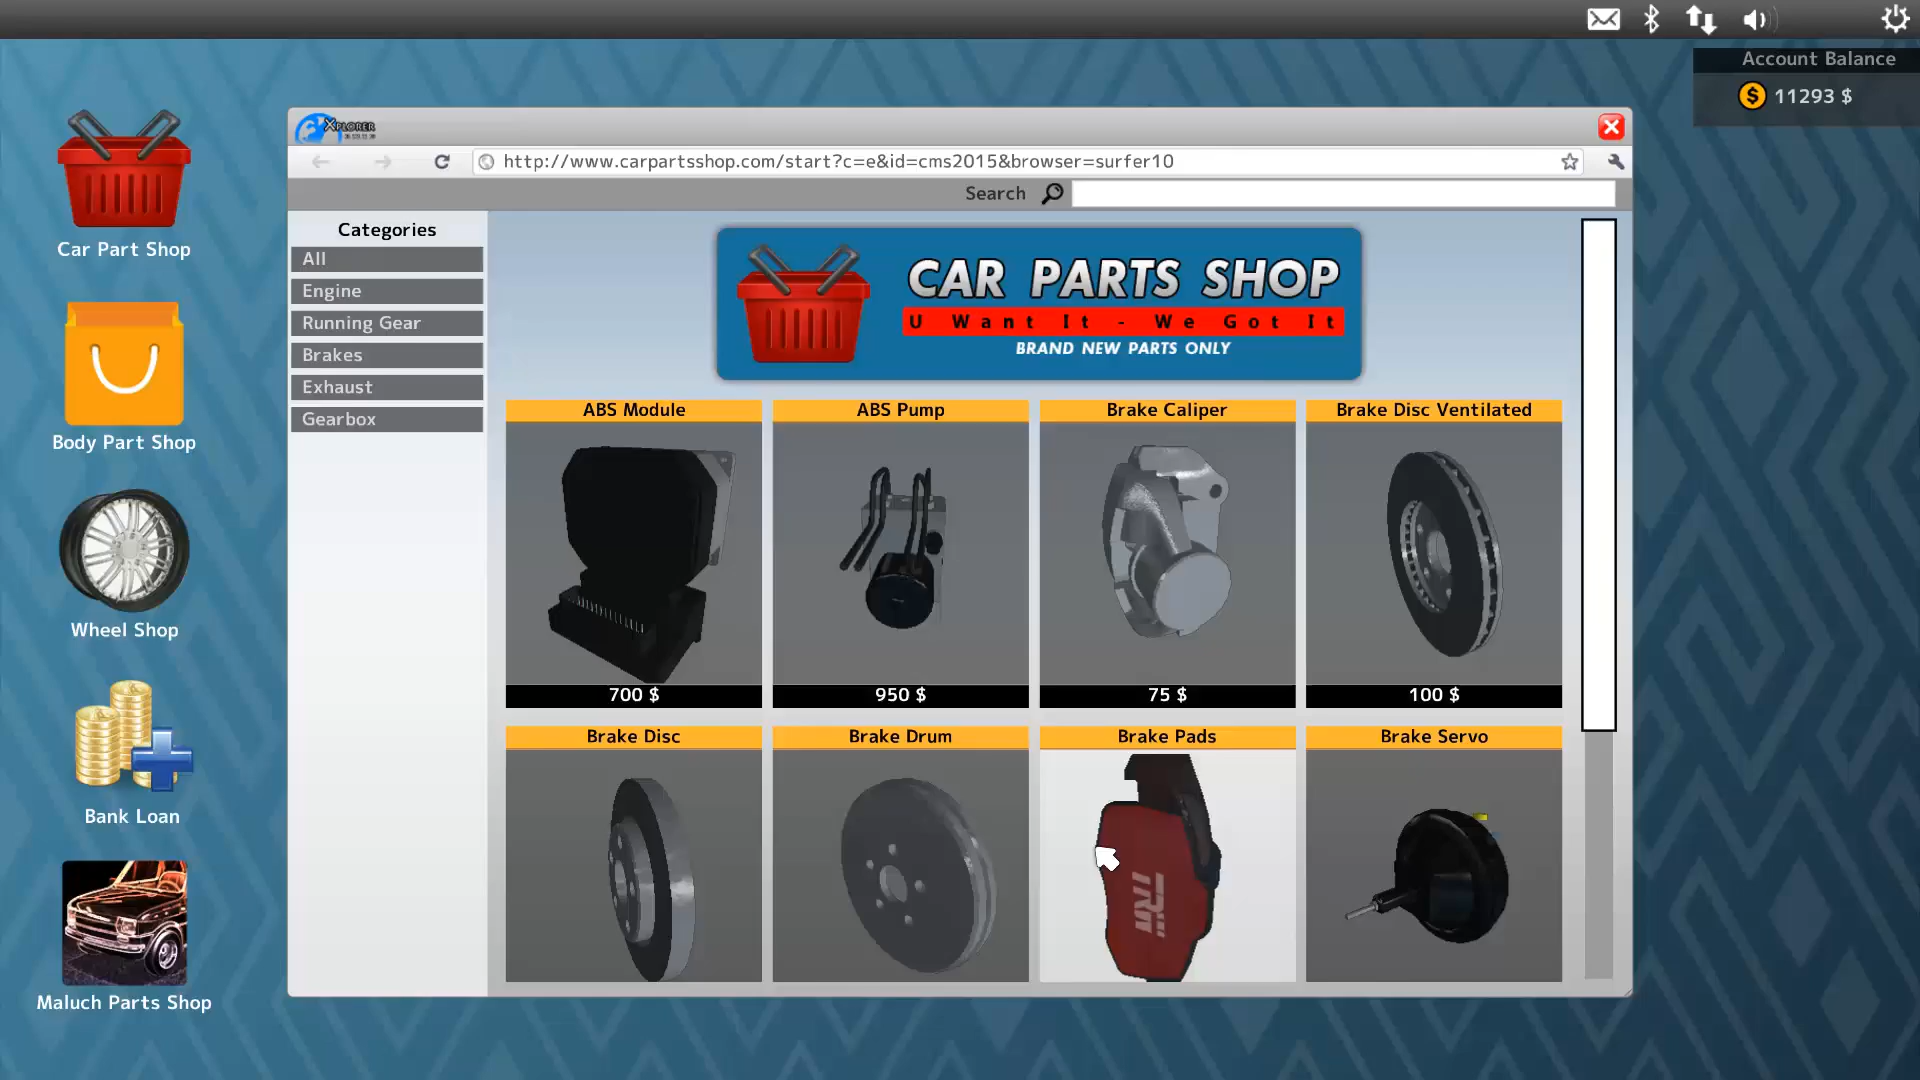 Account Balance
11293 $
XPLORER
http://www.carpartsshop.com/start?c=e&id=cms2015&browser=surfer10
Search
Categories
All
Engine
Running Gear
Brakes
Exhaust
Gearbox
CAR PARTS SHOP
U Want It - We Got It
BRAND NEW PARTS ONLY
ABS Module
ABS Pump
Brake Caliper
Brake Disc Ventilated
700 $
950 $
75 $
100 $
Brake Disc
Brake Drum
Brake Pads
Brake Servo
TRW
Car Part Shop
Body Part Shop
Wheel Shop
Bank Loan
Maluch Parts Shop